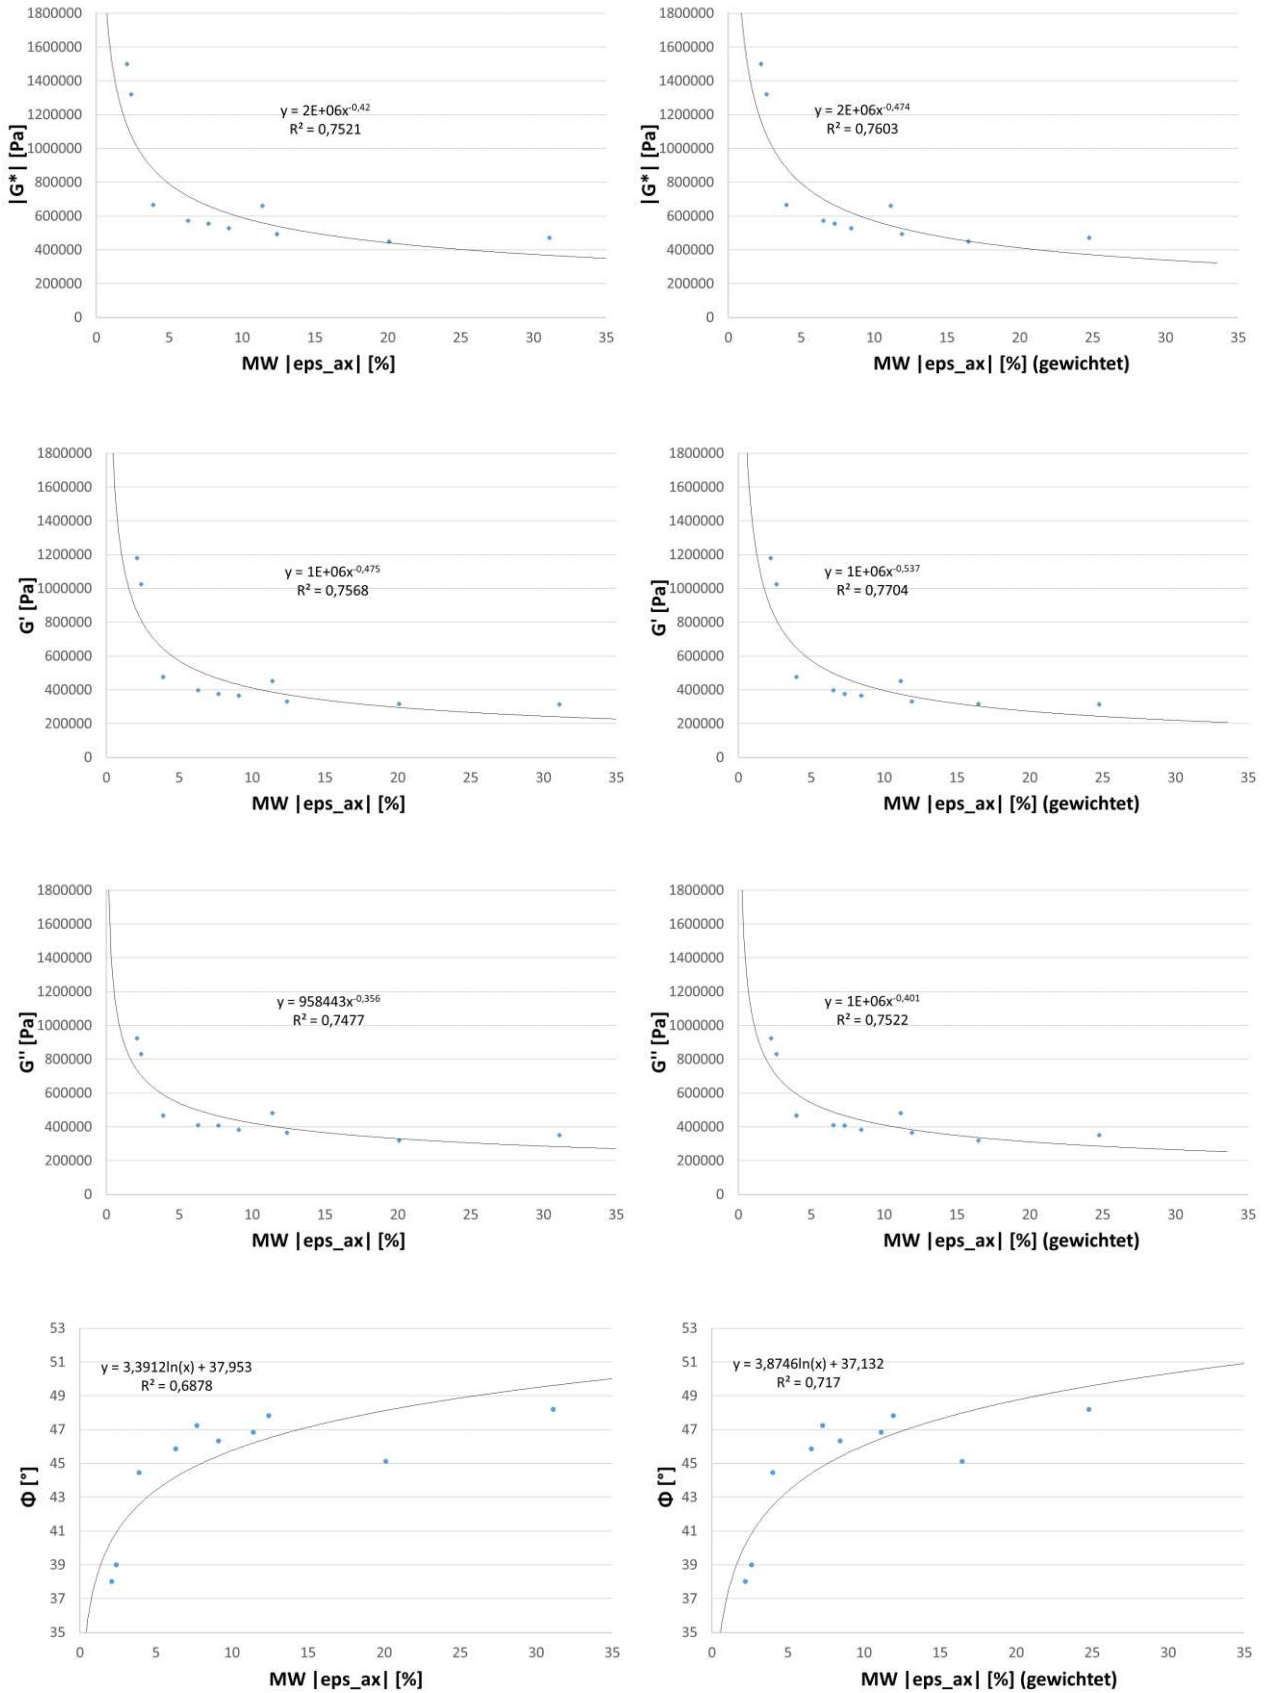 1800000
1600000
1400000
1200000
1000000
800000
600000
400000
200000
0
|G*| [Pa]
y = 2E+06x^-0,42
R² = 0,7521
0 5 10 15 20 25 30 35
MW |eps_ax| [%]
1800000
1600000
1400000
1200000
1000000
800000
600000
400000
200000
0
|G*| [Pa]
y = 2E+06x^-0,474
R² = 0,7603
0 5 10 15 20 25 30 35
MW |eps_ax| [%] (gewichtet)
1800000
1600000
1400000
1200000
1000000
800000
600000
400000
200000
0
G' [Pa]
y = 1E+06x^-0,475
R² = 0,7568
0 5 10 15 20 25 30 35
MW |eps_ax| [%]
1800000
1600000
1400000
1200000
1000000
800000
600000
400000
200000
0
G' [Pa]
y = 1E+06x^-0,537
R² = 0,7704
0 5 10 15 20 25 30 35
MW |eps_ax| [%] (gewichtet)
1800000
1600000
1400000
1200000
1000000
800000
600000
400000
200000
0
G'' [Pa]
y = 958443x^-0,356
R² = 0,7477
0 5 10 15 20 25 30 35
MW |eps_ax| [%]
1800000
1600000
1400000
1200000
1000000
800000
600000
400000
200000
0
G'' [Pa]
y = 1E+06x^-0,401
R² = 0,7522
0 5 10 15 20 25 30 35
MW |eps_ax| [%] (gewichtet)
53
51
49
47
45
43
41
39
37
35
Φ [°]
y = 3,3912ln(x) + 37,953
R² = 0,6878
0 5 10 15 20 25 30 35
MW |eps_ax| [%]
53
51
49
47
45
43
41
39
37
35
Φ [°]
y = 3,8746ln(x) + 37,132
R² = 0,717
0 5 10 15 20 25 30 35
MW |eps_ax| [%] (gewichtet)